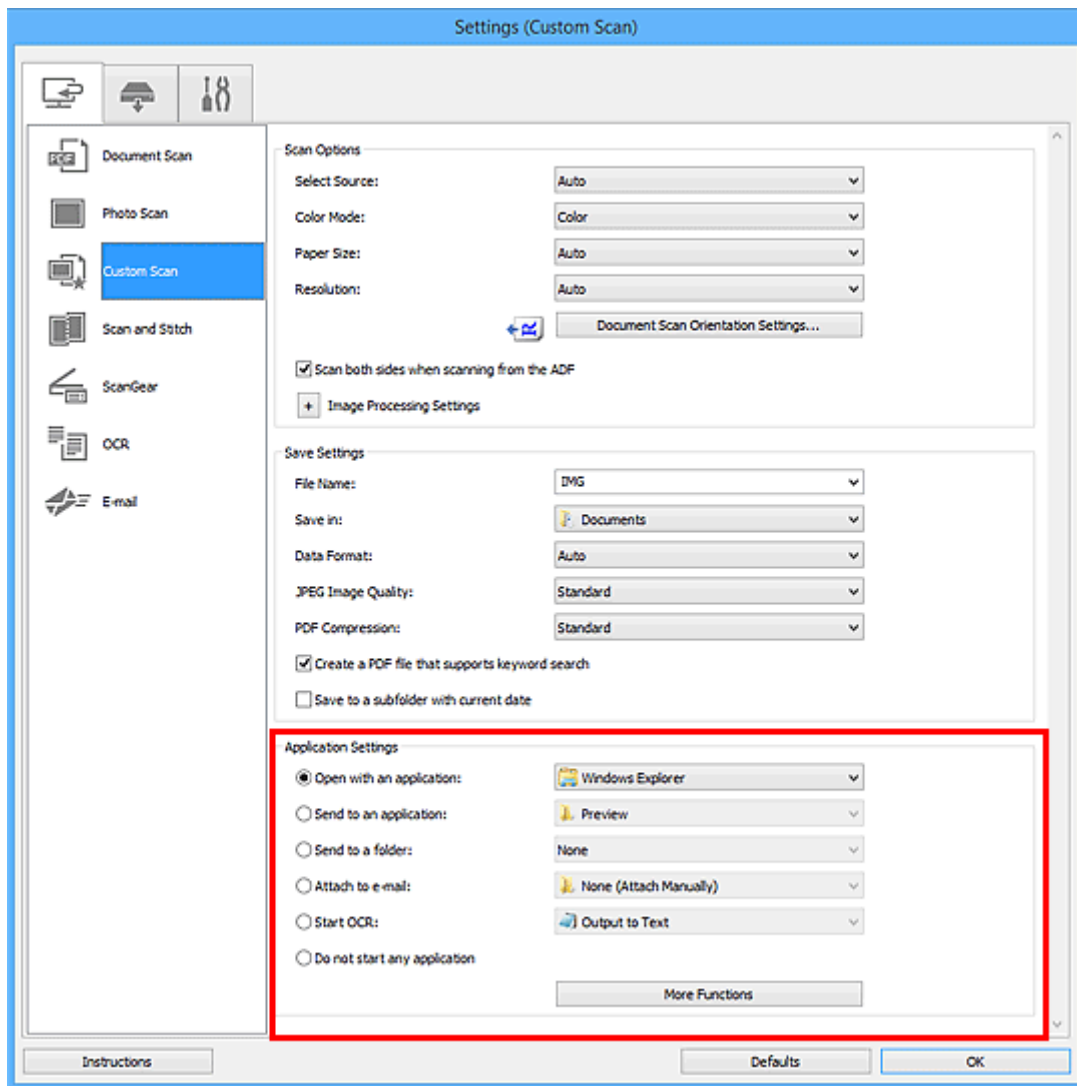 Settings (Custom Scan)
Document Scan
Photo Scan
Custom Scan
Scan and Stitch
ScanGear
OCR
E-mail
Scan Options
Select Source: Auto
Color Mode: Color
Paper Size: Auto
Resolution: Auto
Document Scan Orientation Settings...
Scan both sides when scanning from the ADF
+ Image Processing Settings
Save Settings
File Name: IMG
Save in: Documents
Data Format: Auto
JPEG Image Quality: Standard
PDF Compression: Standard
Create a PDF file that supports keyword search
Save to a subfolder with current date
Application Settings
Open with an application: Windows Explorer
Send to an application: Preview
Send to a folder: None
Attach to e-mail: None (Attach Manually)
Start OCR: Output to Text
Do not start any application
More Functions
Instructions Defaults OK